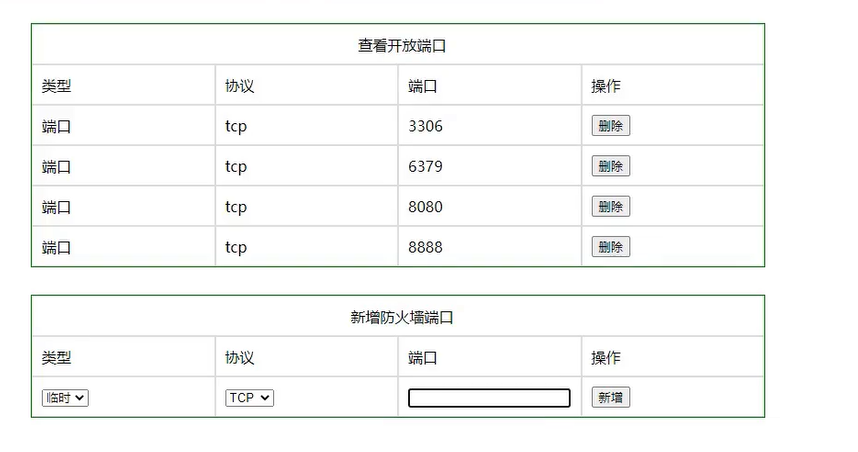 查看开放端口
类型 协议 端口 操作
端口 tcp 3306 删除
端口 tcp 6379 删除
端口 tcp 8080 删除
端口 tcp 8888 删除
新增防火墙端口
类型 协议 端口 操作
临时 TCP 新增